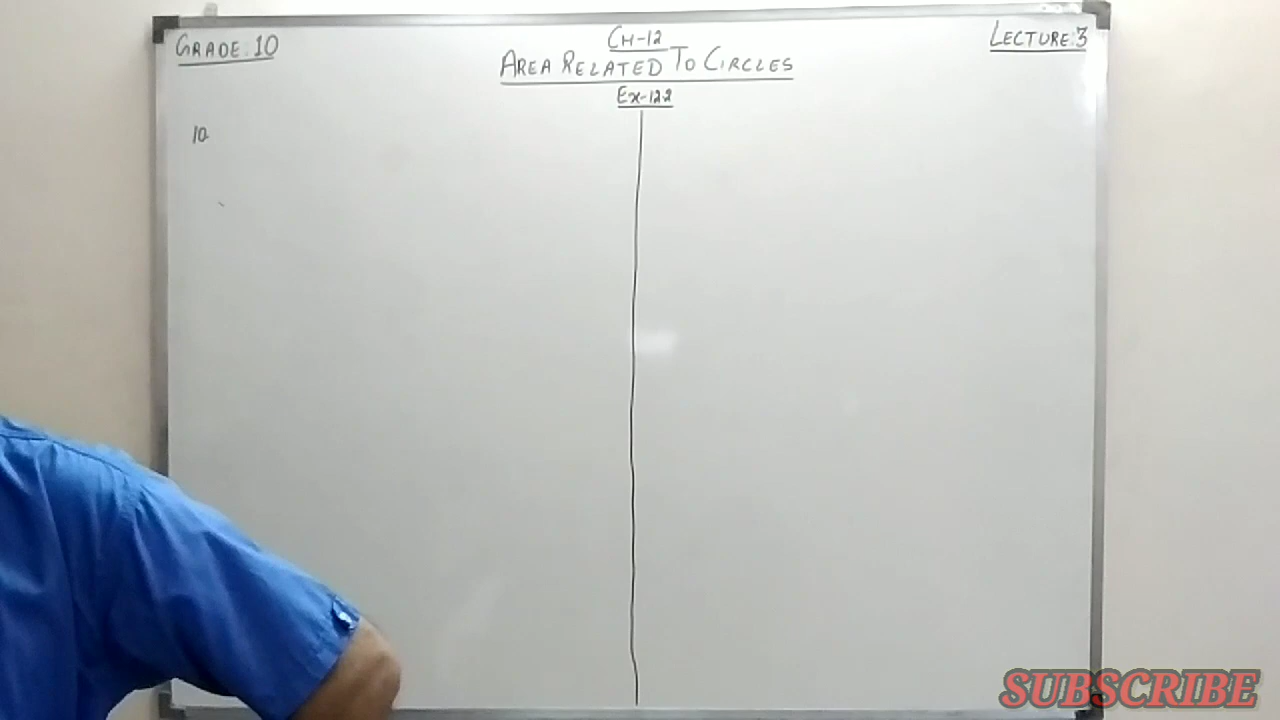 GRADE:10
CH-12
LECTURE:3
AREA RELATED TO CIRCLES
Ex-12.2
10
SUBSCRIBE